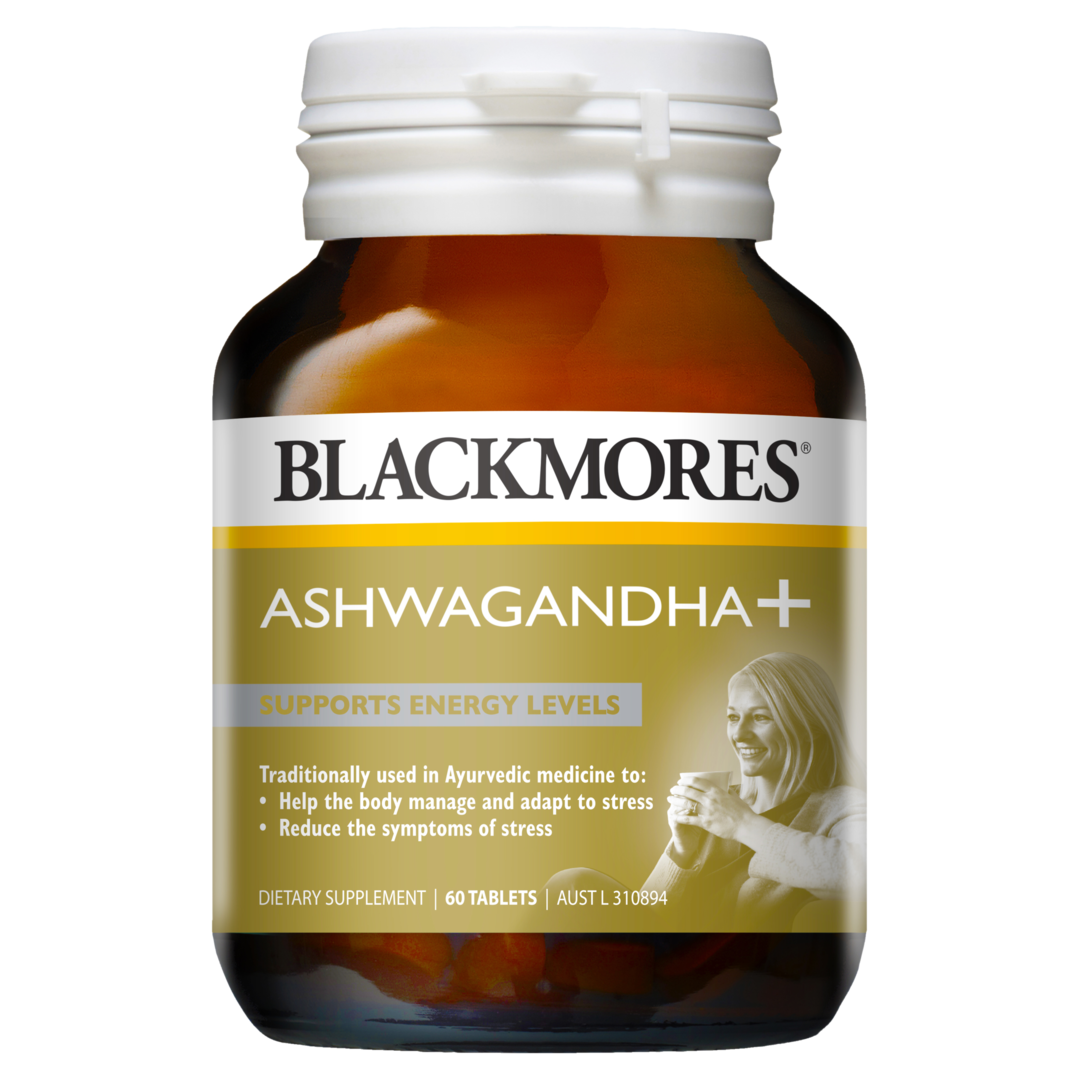 BLACKMORES®
ASHWAGANDHA+
SUPPORTS ENERGY LEVELS
Traditionally used in Ayurvedic medicine to:
• Help the body manage and adapt to stress
• Reduce the symptoms of stress
DIETARY SUPPLEMENT | 60 TABLETS | AUST L 310894